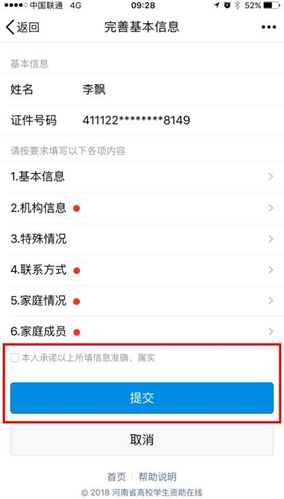 中国联通 4G 09:28 52%
返回 完善基本信息
基本信息
姓名 李飘
证件号码 411122********8149
请按要求填写以下各项内容
1.基本信息
2.机构信息
3.特殊情况
4.联系方式
5.家庭情况
6.家庭成员
本人承诺以上所填信息准确、属实
提交
取消
首页 帮助说明
© 2018 河南省高校学生资助在线